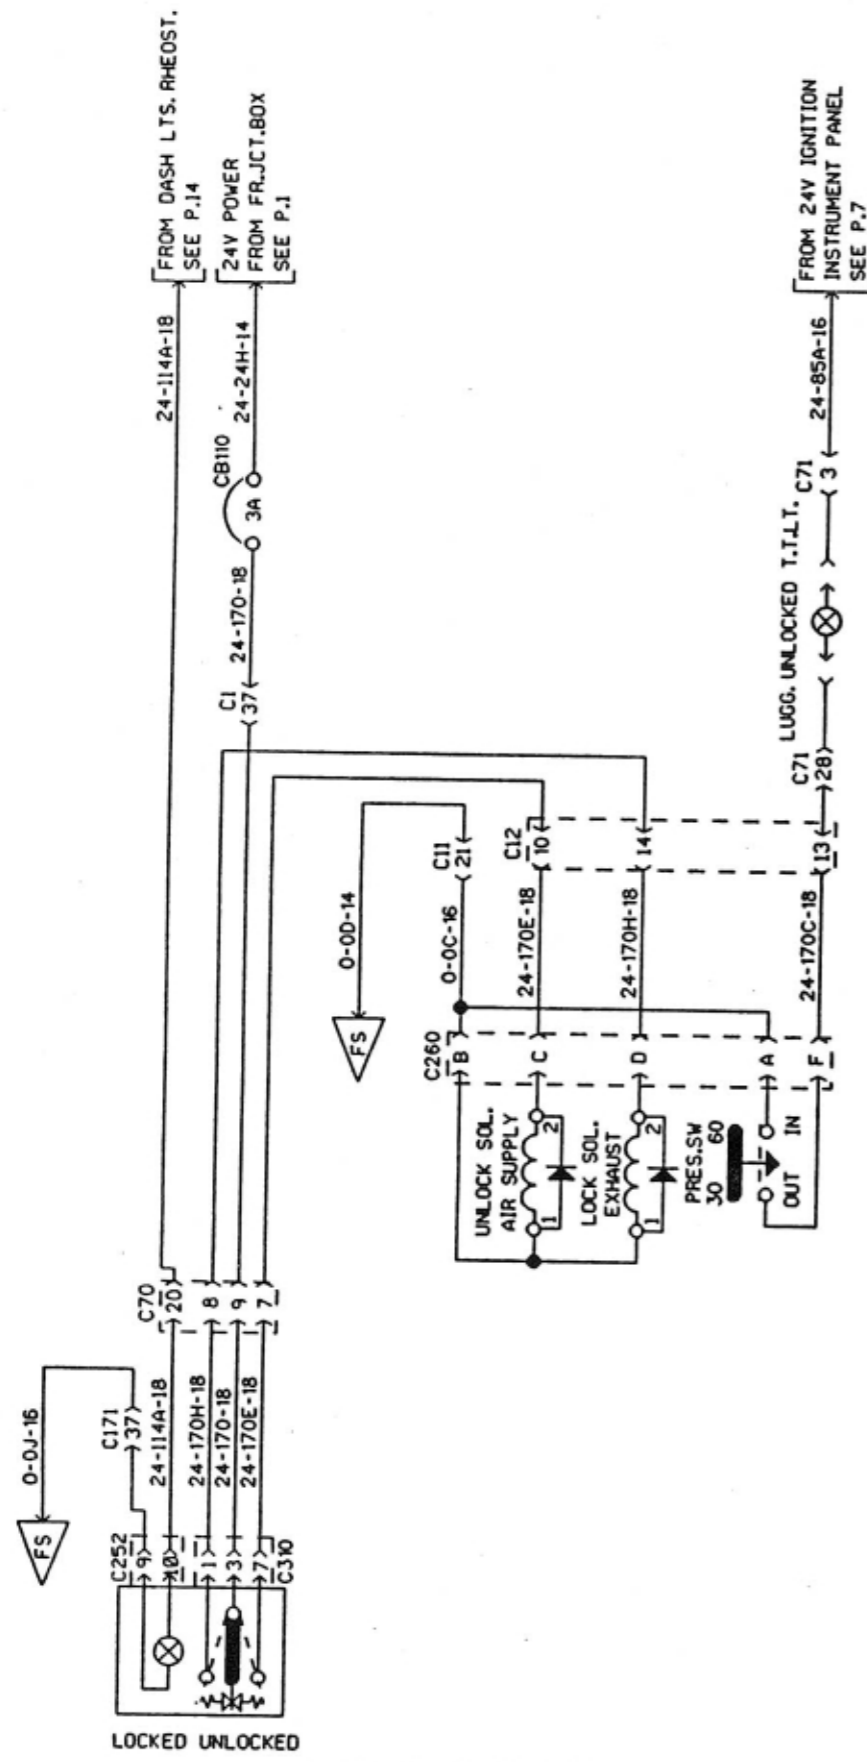 FROM DASH LTS. RHEOST.
SEE P.14
24V POWER
FROM FR.JCT.BOX
SEE P.1
24-114A-18
24-24H-14
CB110
3A
24-170-18
C1
37
FROM 24V IGNITION
INSTRUMENT PANEL
SEE P.7
24-85A-16
C71
3
LUGG. UNLOCKED T.T.LT.
C71
28
0-0D-14
FS
C11
21
0-0C-16
C12
10
14
13
24-170E-18
24-170H-18
24-170C-18
C260
B
C
D
A
F
UNLOCK SOL.
AIR SUPPLY
1
2
LOCK SOL.
EXHAUST
1
2
PRES.SW
30 60
OUT IN
C70
20
8
9
7
0-0J-16
FS
C171
37
24-114A-18
24-170H-18
24-170-18
24-170E-18
C252
9
10
1
3
7
C310
LOCKED UNLOCKED